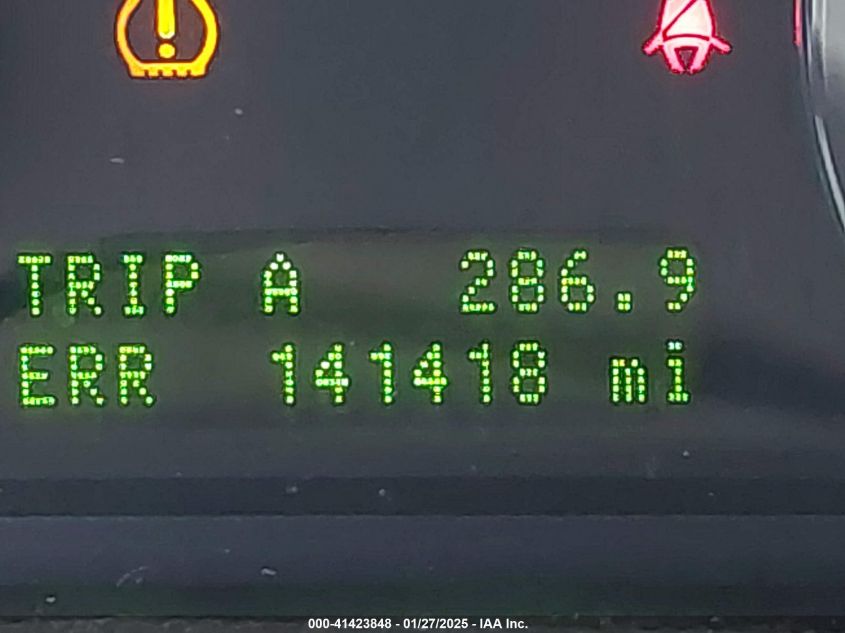 TRIP A 286.9
ERR 141418 mi
000-41423848 - 01/27/2025 - IAA Inc.